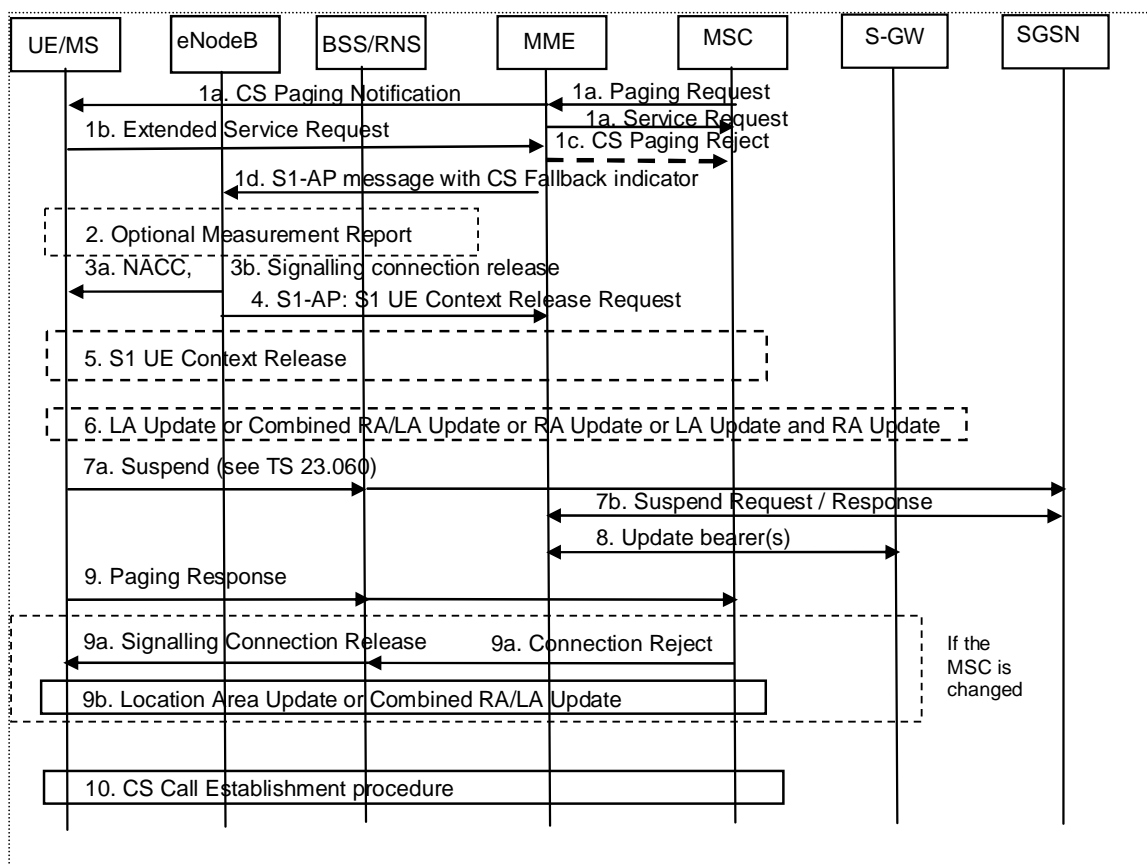 UE/MS
eNodeB
BSS/RNS
MME
MSC
S-GW
SGSN
1a. CS Paging Notification
1a. Paging Request
1a. Service Request
1b. Extended Service Request
1c. CS Paging Reject
1d. S1-AP message with CS Fallback indicator
2. Optional Measurement Report
3a. NACC,
3b. Signalling connection release
4. S1-AP: S1 UE Context Release Request
5. S1 UE Context Release
6. LA Update or Combined RA/LA Update or RA Update or LA Update and RA Update
7a. Suspend (see TS 23.060)
7b. Suspend Request / Response
8. Update bearer(s)
9. Paging Response
9a. Signalling Connection Release
9a. Connection Reject
If the
MSC is
changed
9b. Location Area Update or Combined RA/LA Update
10. CS Call Establishment procedure